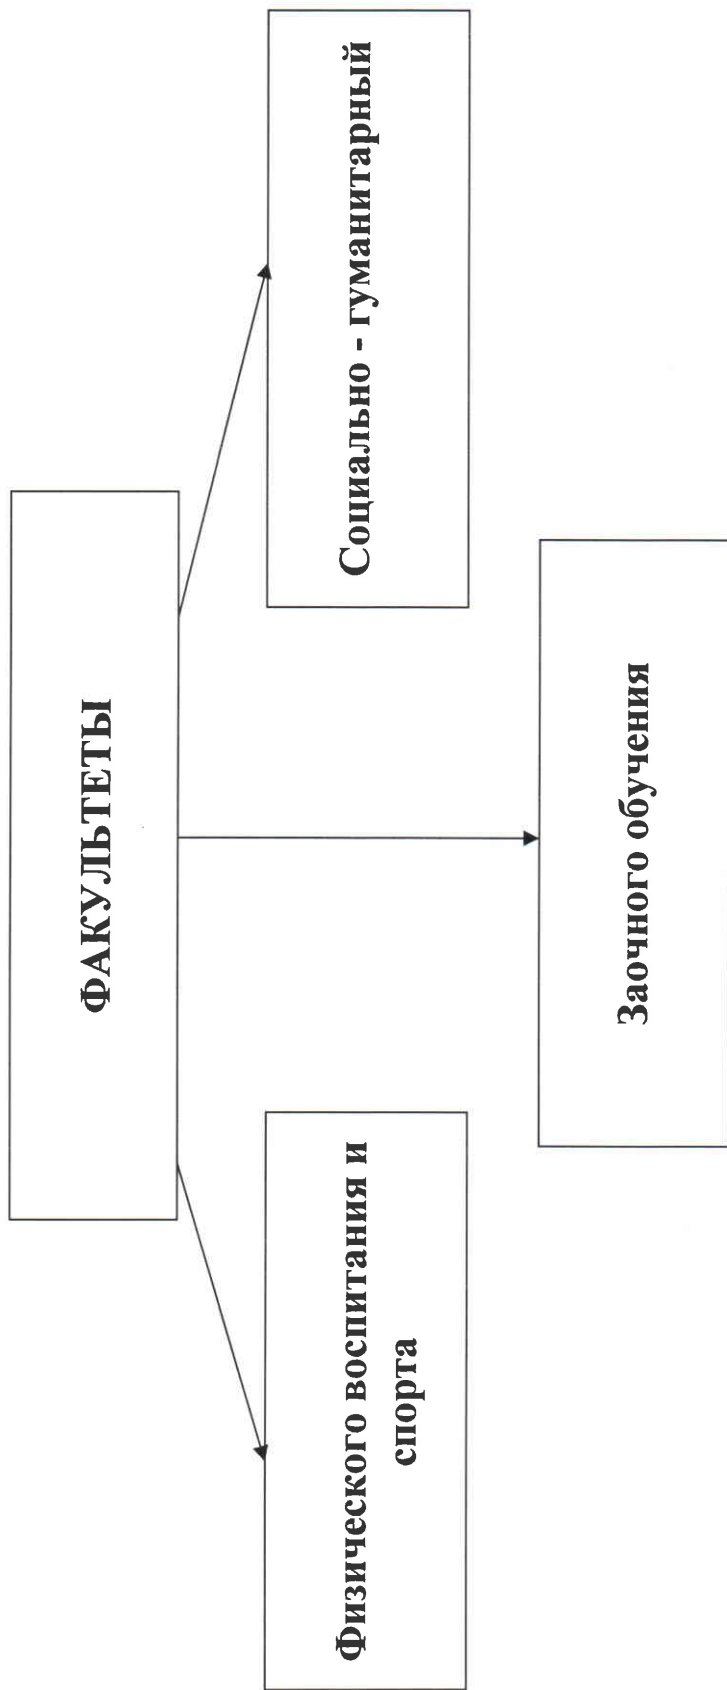 ФАКУЛЬТЕТЫ
Физического воспитания и
спорта
Социально - гуманитарный
Заочного обучения